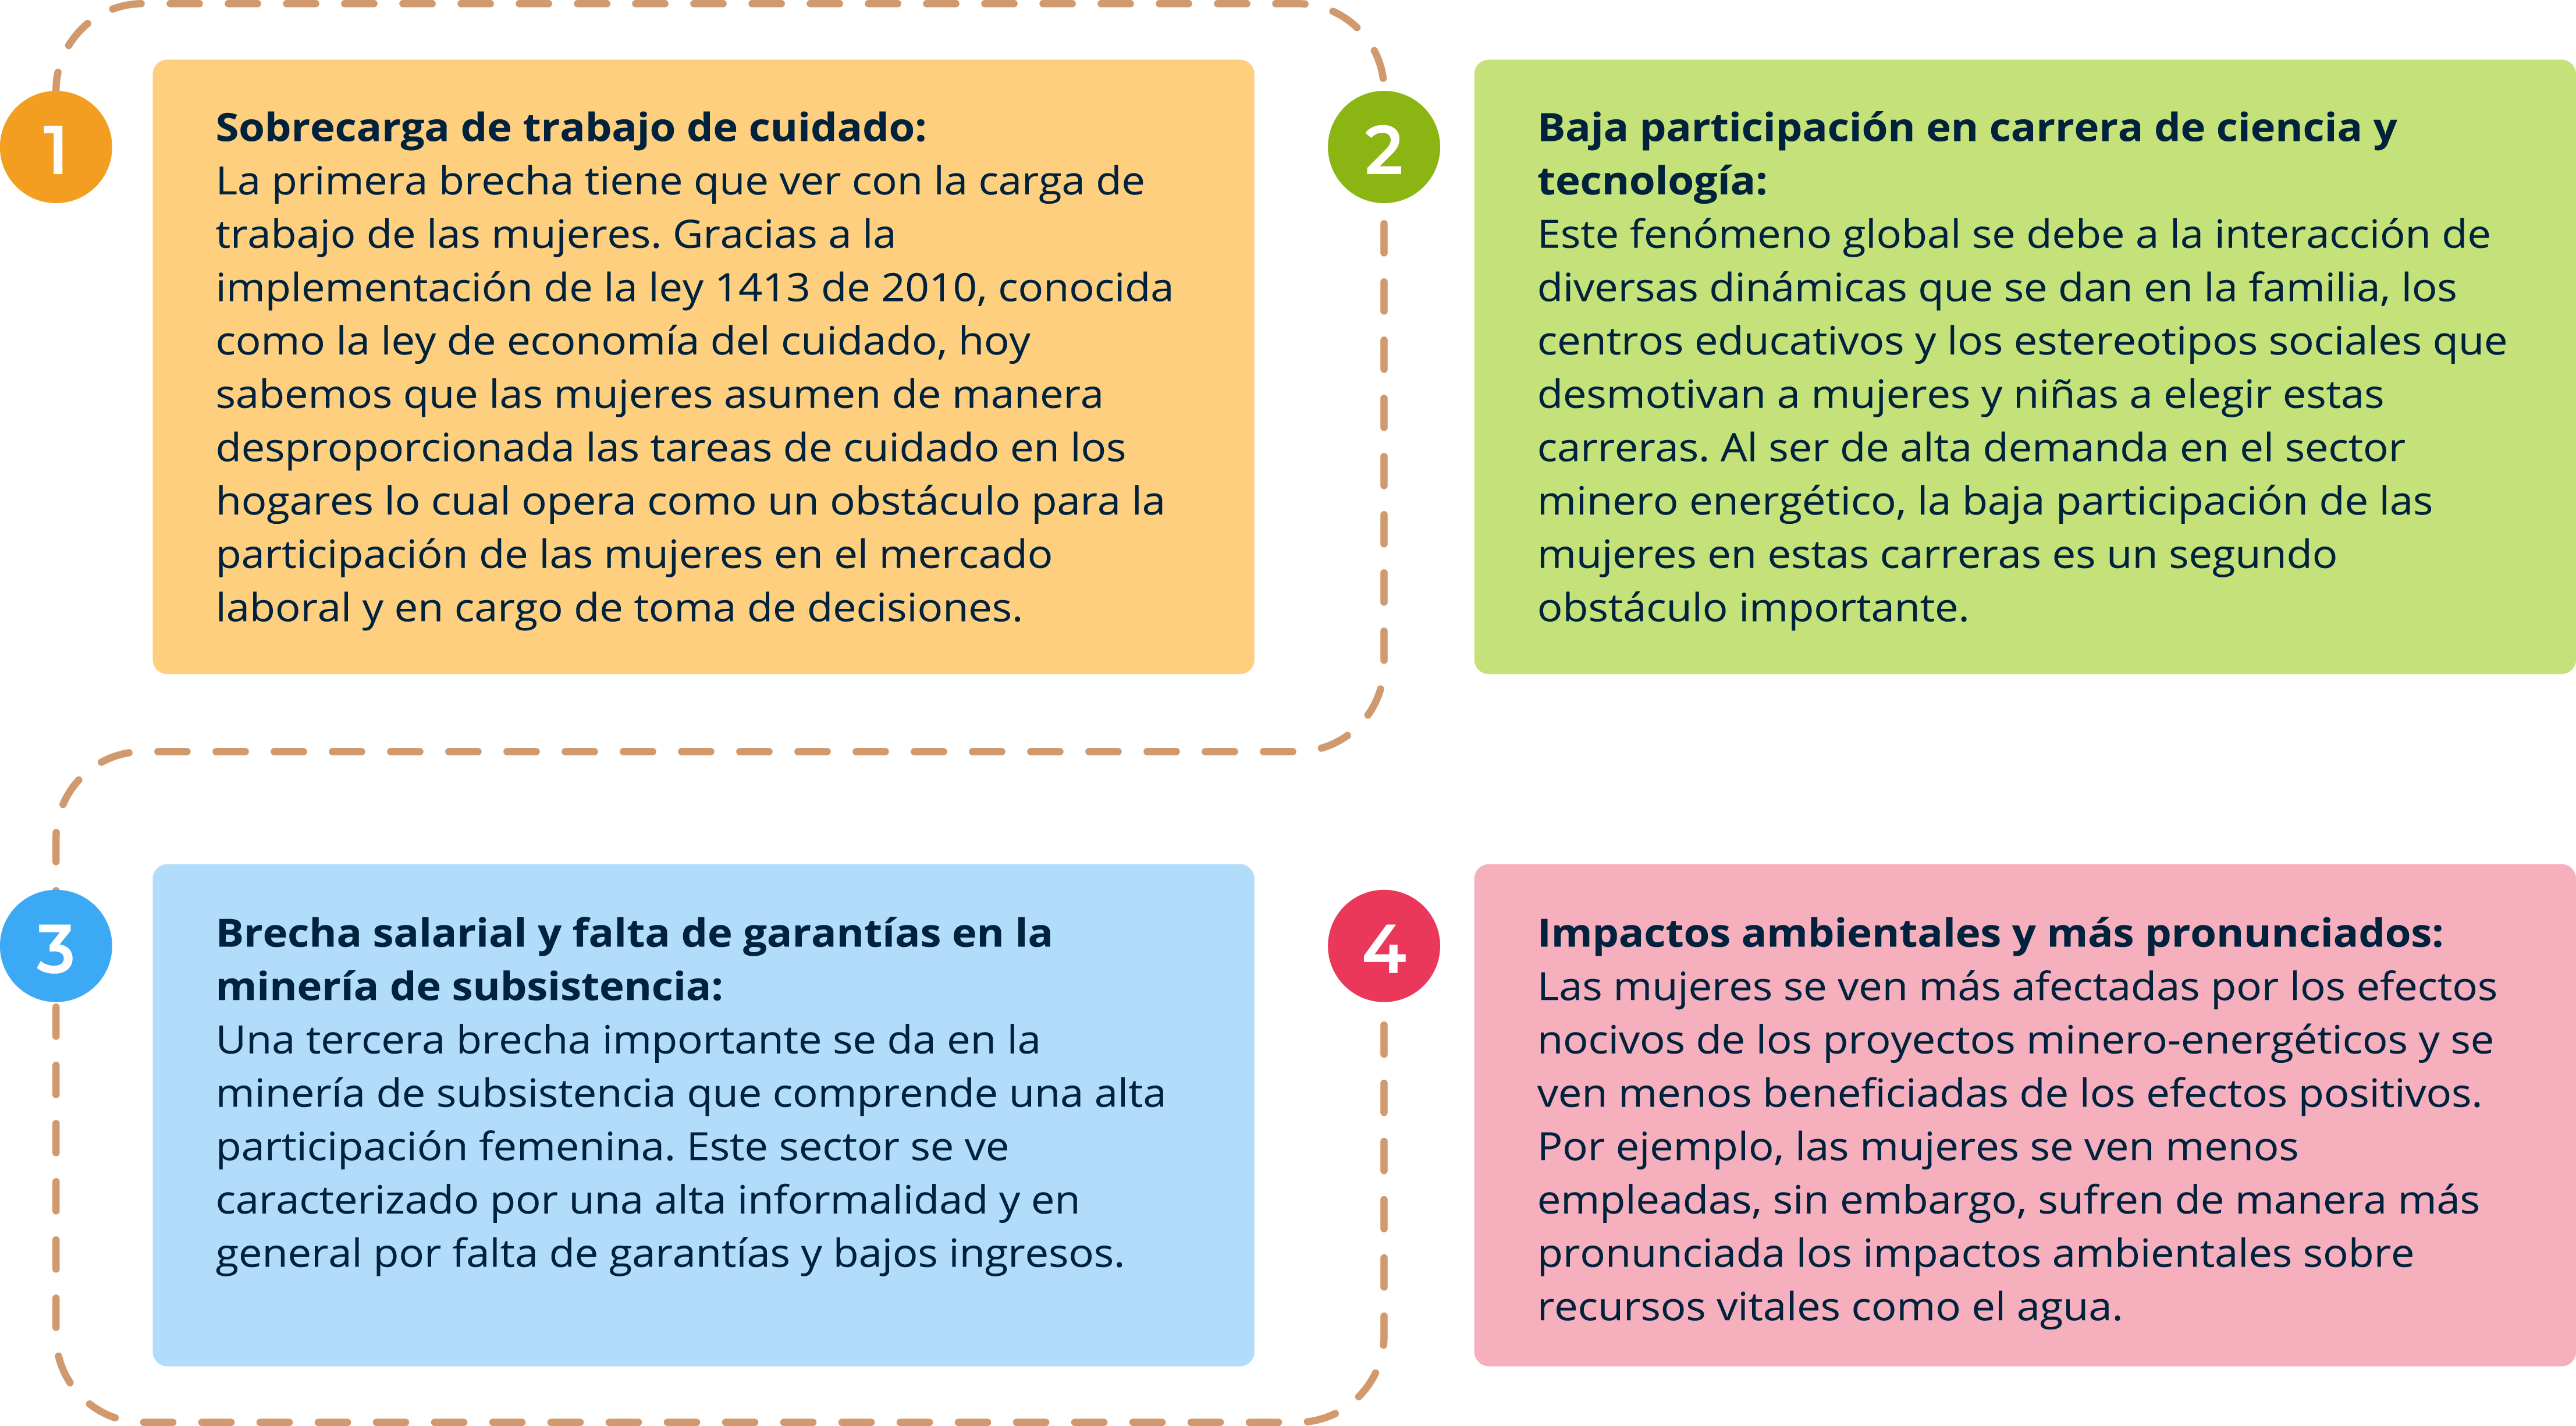 1
Sobrecarga de trabajo de cuidado:
La primera brecha tiene que ver con la carga de
trabajo de las mujeres. Gracias a la
implementación de la ley 1413 de 2010, conocida
como la ley de economía del cuidado, hoy
sabemos que las mujeres asumen de manera
desproporcionada las tareas de cuidado en los
hogares lo cual opera como un obstáculo para la
participación de las mujeres en el mercado
laboral y en cargo de toma de decisiones.
2
Baja participación en carrera de ciencia y
tecnología:
Este fenómeno global se debe a la interacción de
diversas dinámicas que se dan en la familia, los
centros educativos y los estereotipos sociales que
desmotivan a mujeres y niñas a elegir estas
carreras. Al ser de alta demanda en el sector
minero energético, la baja participación de las
mujeres en estas carreras es un segundo
obstáculo importante.
3
Brecha salarial y falta de garantías en la
minería de subsistencia:
Una tercera brecha importante se da en la
minería de subsistencia que comprende una alta
participación femenina. Este sector se ve
caracterizado por una alta informalidad y en
general por falta de garantías y bajos ingresos.
4
Impactos ambientales y más pronunciados:
Las mujeres se ven más afectadas por los efectos
nocivos de los proyectos minero-energéticos y se
ven menos beneficiadas de los efectos positivos.
Por ejemplo, las mujeres se ven menos
empleadas, sin embargo, sufren de manera más
pronunciada los impactos ambientales sobre
recursos vitales como el agua.